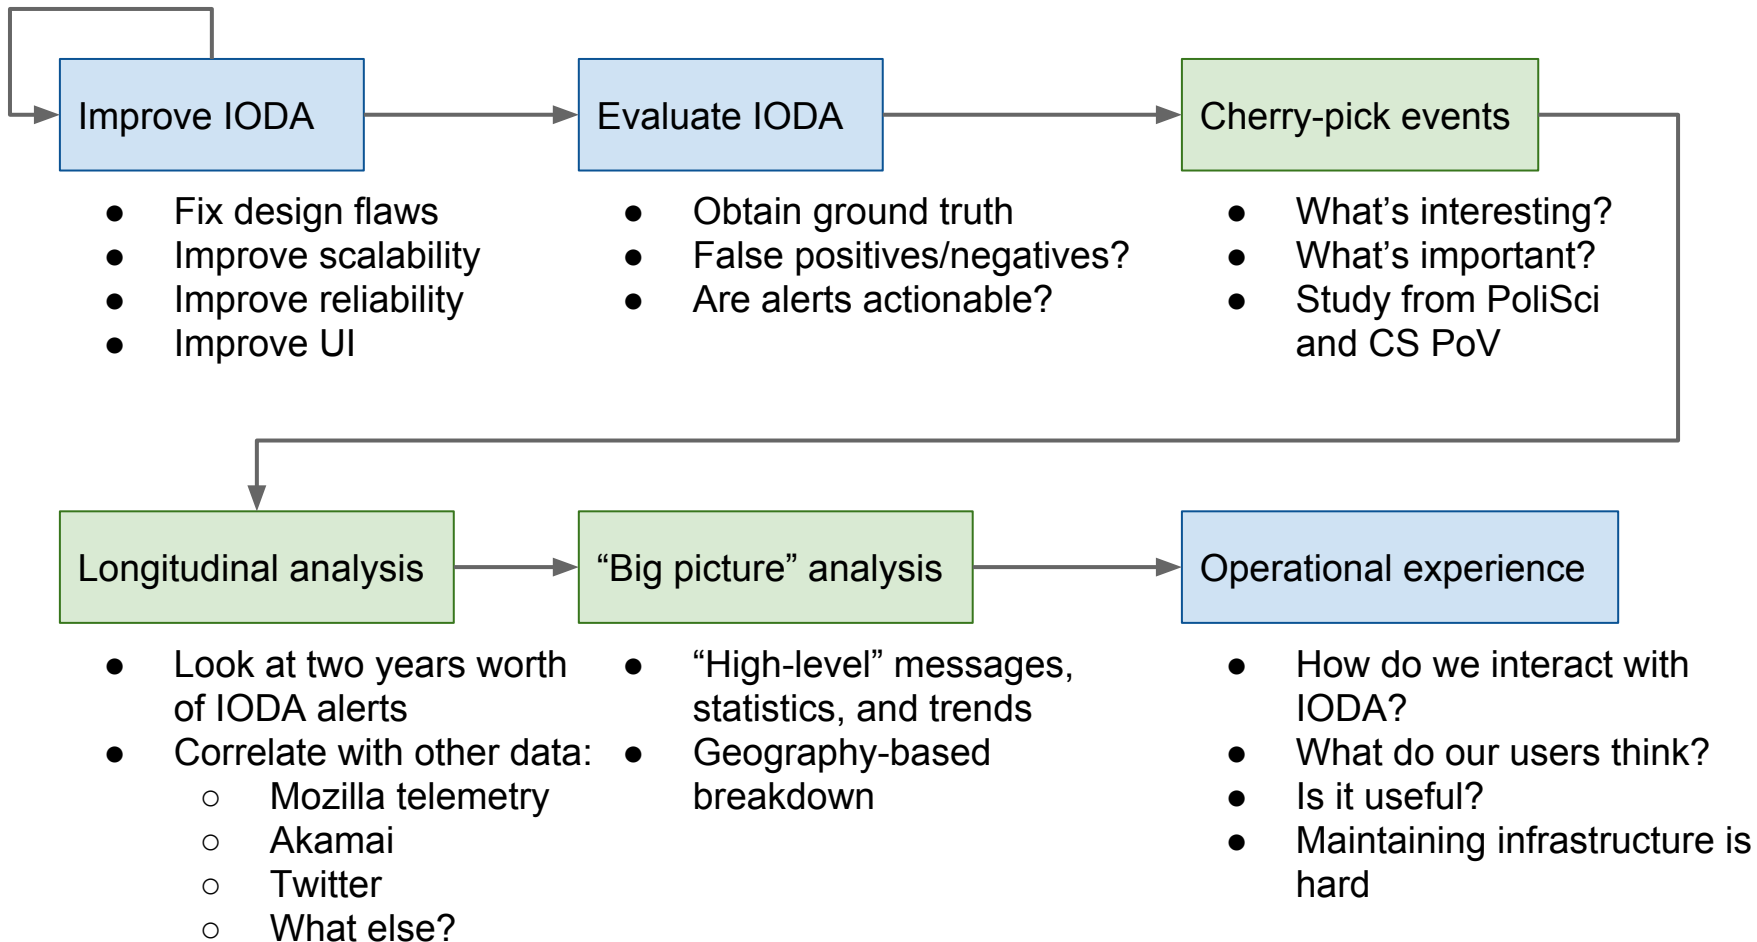 Improve IODA
● Fix design flaws
● Improve scalability
● Improve reliability
● Improve UI
Evaluate IODA
● Obtain ground truth
● False positives/negatives?
● Are alerts actionable?
Cherry-pick events
● What’s interesting?
● What’s important?
● Study from PoliSci
and CS PoV
Longitudinal analysis
● Look at two years worth
of IODA alerts
● Correlate with other data:
○ Mozilla telemetry
○ Akamai
○ Twitter
○ What else?
“Big picture” analysis
● “High-level” messages,
statistics, and trends
● Geography-based
breakdown
Operational experience
● How do we interact with
IODA?
● What do our users think?
● Is it useful?
● Maintaining infrastructure is
hard